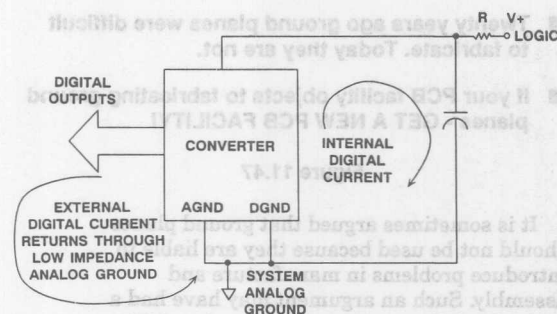 R V+
LOGIC
DIGITAL
OUTPUTS
CONVERTER
INTERNAL
DIGITAL
CURRENT
AGND DGND
EXTERNAL
DIGITAL CURRENT
RETURNS THROUGH
LOW IMPEDANCE
ANALOG GROUND
SYSTEM
ANALOG
GROUND